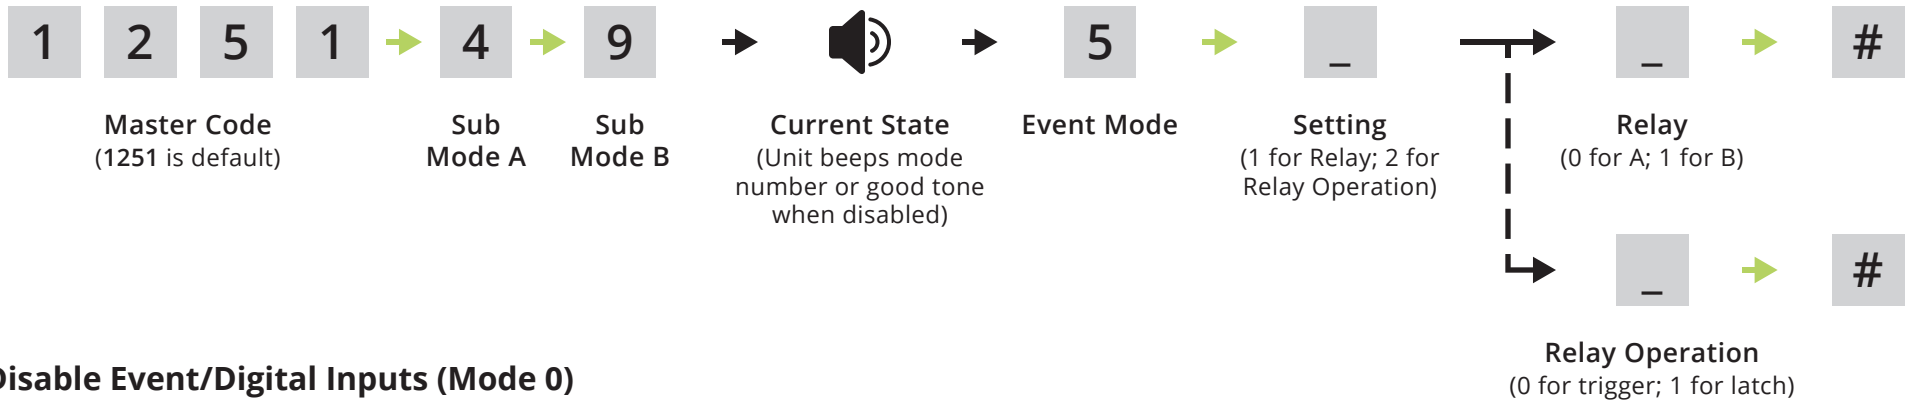 1 2 5 1 4 9 5 _ _ #
Master Code
(1251 is default)
Sub
Mode A
Sub
Mode B
Current State
(Unit beeps mode
number or good tone
when disabled)
Event Mode
Setting
(1 for Relay; 2 for
Relay Operation)
Relay
(0 for A; 1 for B)
_ #
Relay Operation
(0 for trigger; 1 for latch)
Disable Event/Digital Inputs (Mode 0)